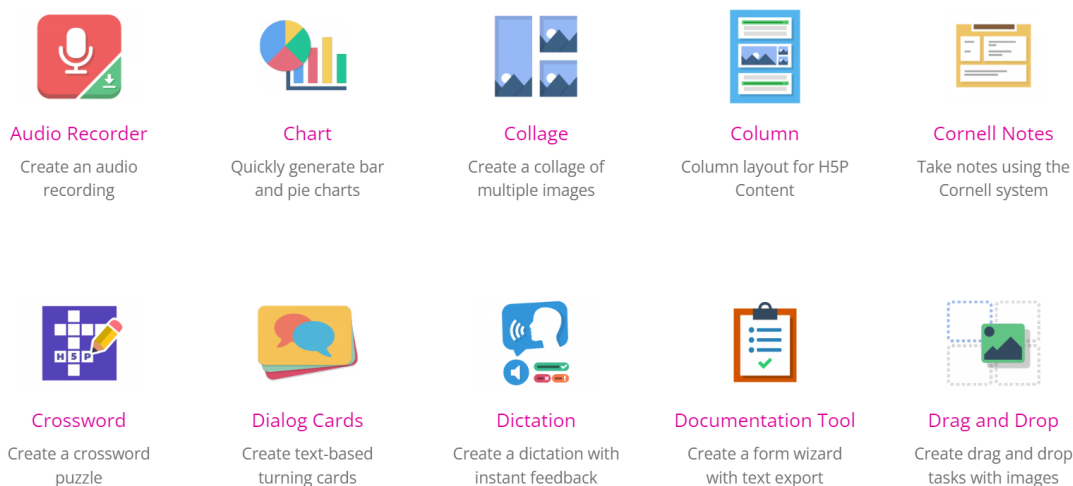 Audio Recorder
Create an audio
recording
Chart
Quickly generate bar
and pie charts
Collage
Create a collage of
multiple images
Column
Column layout for H5P
Content
Cornell Notes
Take notes using the
Cornell system
H5P
Crossword
Create a crossword
puzzle
Dialog Cards
Create text-based
turning cards
Dictation
Create a dictation with
instant feedback
Documentation Tool
Create a form wizard
with text export
Drag and Drop
Create drag and drop
tasks with images